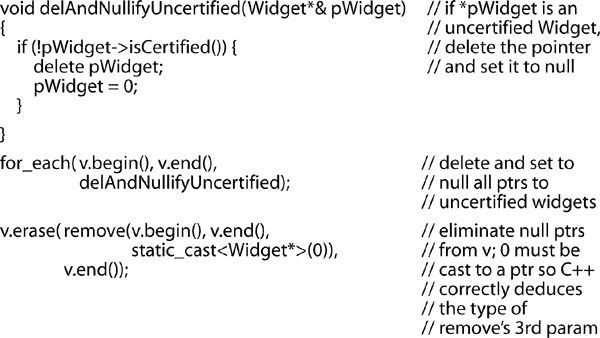 void delAndNullifyUncertified(Widget*& pWidget) // if *pWidget is an
{ // uncertified Widget,
if (!pWidget->isCertified()) { // delete the pointer
delete pWidget; // and set it to null
pWidget = 0;
}
}
for_each( v.begin(), v.end(), // delete and set to
delAndNullifyUncertified); // null all ptrs to
// uncertified widgets
v.erase( remove(v.begin(), v.end(), // eliminate null ptrs
static_cast<Widget*>(0)), // from v; 0 must be
v.end()); // cast to a ptr so C++
// correctly deduces
// the type of
// remove's 3rd param